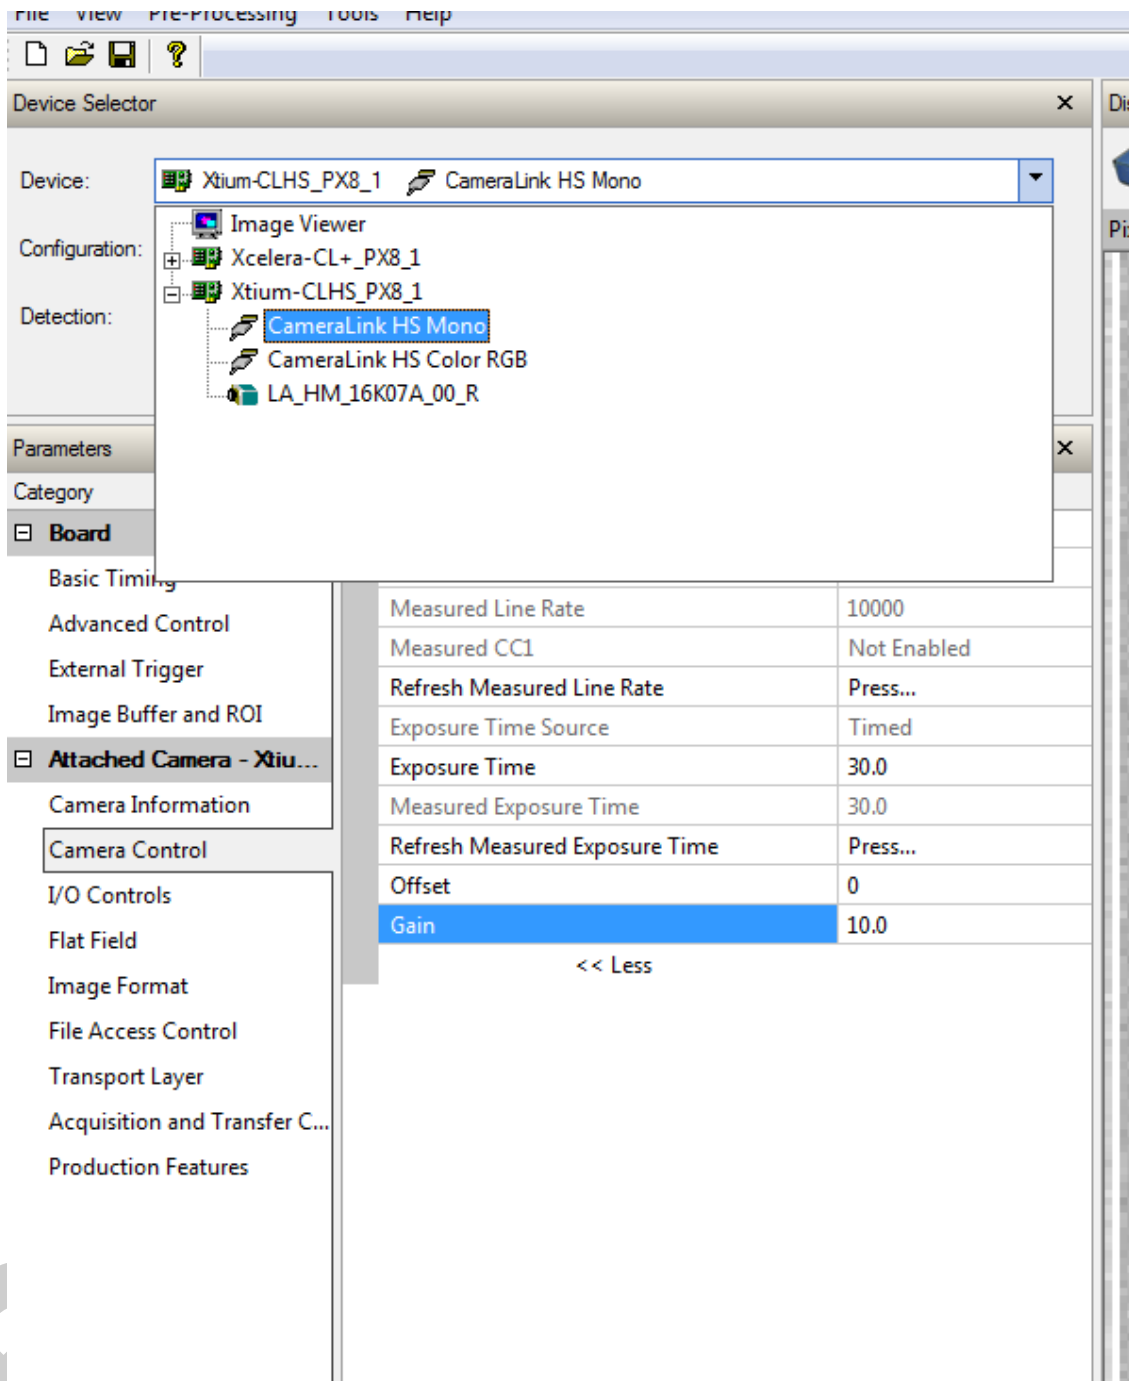 File View Pre-Processing Tools Help
Device Selector
Device: Xtium-CLHS_PX8_1 CameraLink HS Mono
Image Viewer
Configuration:
Xcelera-CL+_PX8_1
Xtium-CLHS_PX8_1
Detection:
CameraLink HS Mono
CameraLink HS Color RGB
LA_HM_16K07A_00_R
Parameters
Category
Board
Basic Timing
Advanced Control
External Trigger
Image Buffer and ROI
Attached Camera - Xtiu...
Camera Information
Camera Control
I/O Controls
Flat Field
Image Format
File Access Control
Transport Layer
Acquisition and Transfer C...
Production Features
Measured Line Rate 10000
Measured CC1 Not Enabled
Refresh Measured Line Rate Press...
Exposure Time Source Timed
Exposure Time 30.0
Measured Exposure Time 30.0
Refresh Measured Exposure Time Press...
Offset 0
Gain 10.0
<< Less